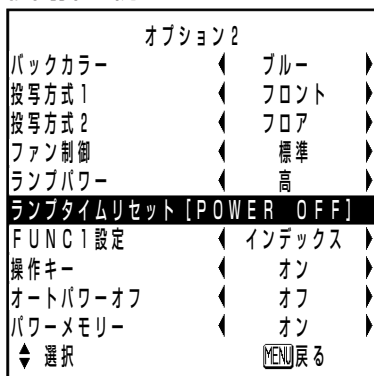 オプション2
バックカラー ブルー
投写方式1 フロント
投写方式2 フロア
ファン制御 標準
ランプパワー 高
ランプタイムリセット[POWER OFF]
FUNC1設定 インデックス
操作キー オン
オートパワーオフ オフ
パワーメモリー オン
選択 MENU戻る